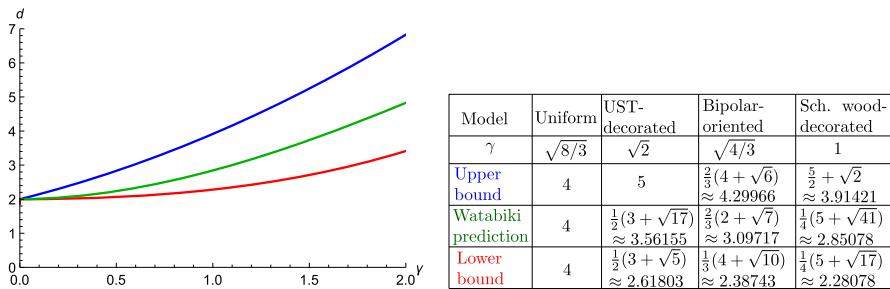 d
7
6
5
4
3
2
1
0
0.0 0.5 1.0 1.5 2.0 γ
Model Uniform UST-decorated Bipolar-oriented Sch. wood-decorated
γ √8/3 √2 √4/3 1
Upper bound 4 5 2/3(4 + √6) ≈ 4.29966 5/2 + √2 ≈ 3.91421
Watabiki prediction 4 1/2(3 + √17) ≈ 3.56155 2/3(2 + √7) ≈ 3.09717 1/4(5 + √41) ≈ 2.85078
Lower bound 4 1/2(3 + √5) ≈ 2.61803 1/3(4 + √10) ≈ 2.38743 1/4(5 + √17) ≈ 2.28078